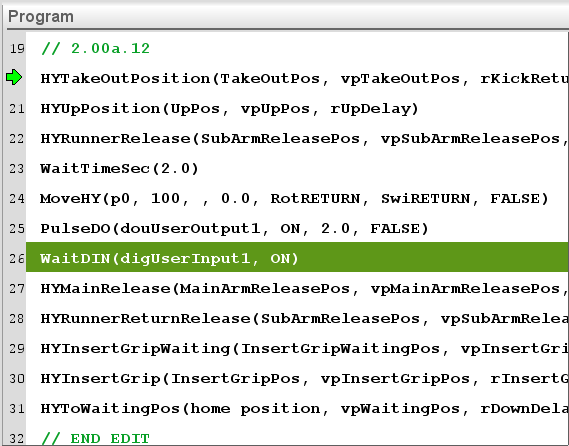 Program
19 // 2.00a.12
HYTakeOutPosition(TakeOutPos, vpTakeOutPos, rKickRetu
21 HYUpPosition(UpPos, vpUpPos, rUpDelay)
22 HYRunnerRelease(SubArmReleasePos, vpSubArmReleasePos,
23 WaitTimeSec(2.0)
24 MoveHY(p0, 100, , 0.0, RotRETURN, SwiRETURN, FALSE)
25 PulseDO(douUserOutput1, ON, 2.0, FALSE)
26 WaitDIN(digUserInput1, ON)
27 HYMainRelease(MainArmReleasePos, vpMainArmReleasePos,
28 HYRunnerReturnRelease(SubArmReleasePos, vpSubArmRelea
29 HYInsertGripWaiting(InsertGripWaitingPos, vpInsertGri
30 HYInsertGrip(InsertGripPos, vpInsertGripPos, rInsertG
31 HYToWaitingPos(home position, vpWaitingPos, rDownDela
32 // END EDIT